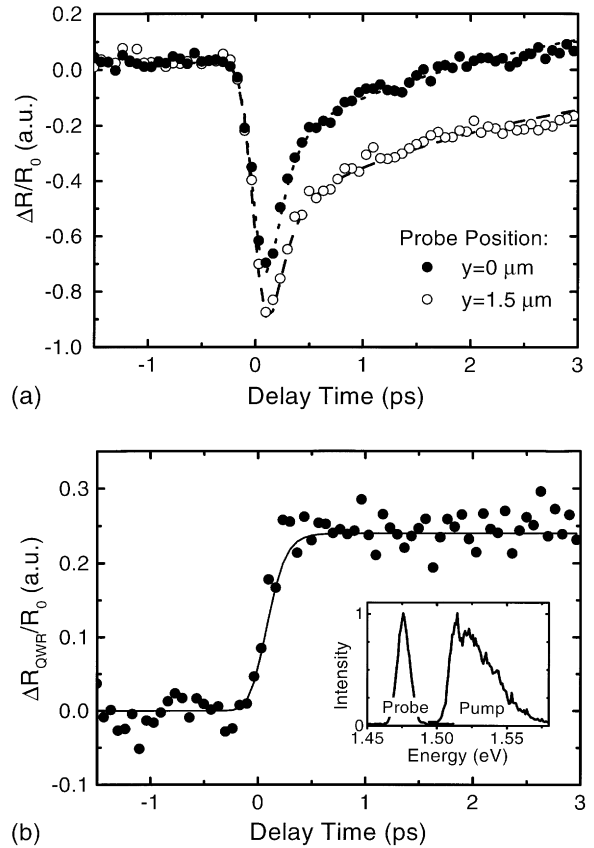 0.2
0.0
-0.2
-0.4
-0.6
-0.8
-1.0
ΔR/R0 (a.u.)
Probe Position:
y=0 μm
y=1.5 μm
-1 0 1 2 3
(a) Delay Time (ps)
0.3
0.2
0.1
0.0
-0.1
ΔRQWR/R0 (a.u.)
1
0
Intensity
Probe Pump
1.45 1.50 1.55
Energy (eV)
-1 0 1 2 3
(b) Delay Time (ps)